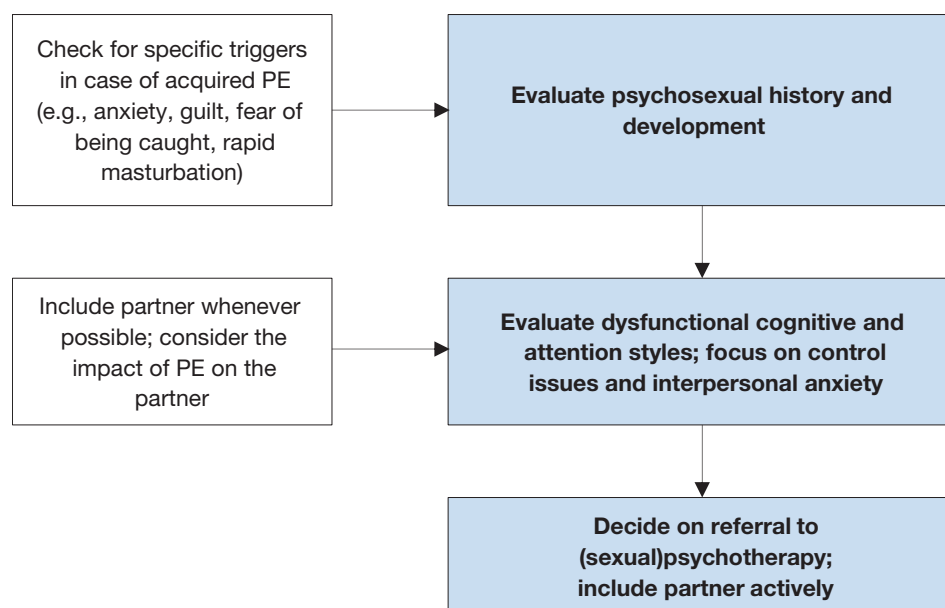 Check for specific triggers
in case of acquired PE
(e.g., anxiety, guilt, fear of
being caught, rapid
masturbation)
Evaluate psychosexual history and
development
Include partner whenever
possible; consider the
impact of PE on the
partner
Evaluate dysfunctional cognitive and
attention styles; focus on control
issues and interpersonal anxiety
Decide on referral to
(sexual)psychotherapy;
include partner actively